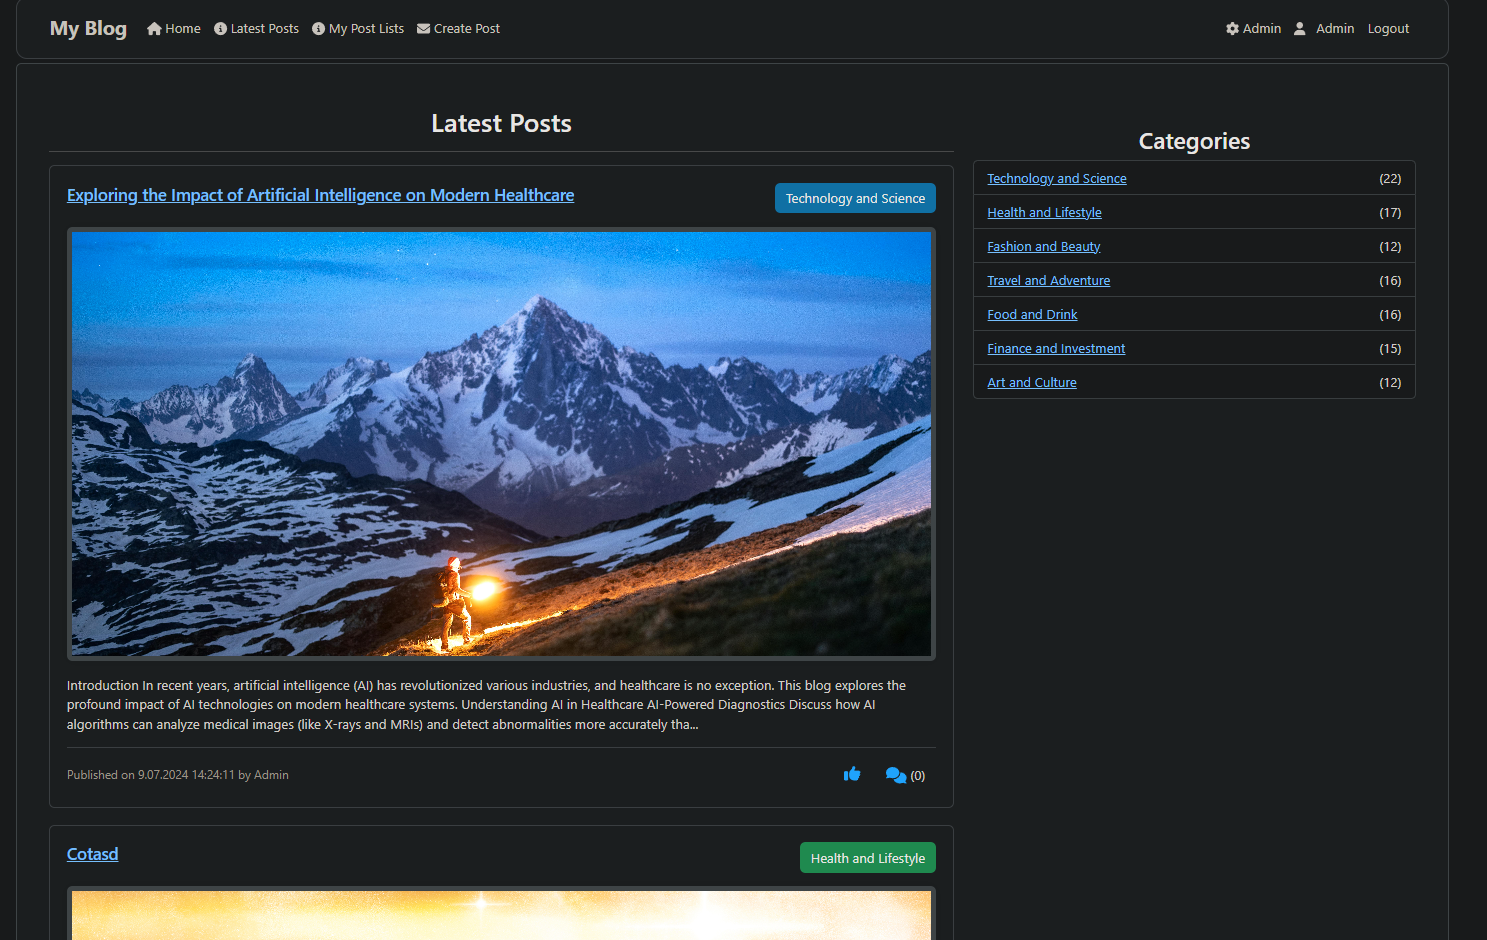 My Blog Home Latest Posts My Post Lists Create Post Admin Admin Logout
Latest Posts
Exploring the Impact of Artificial Intelligence on Modern Healthcare
Technology and Science
Introduction In recent years, artificial intelligence (AI) has revolutionized various industries, and healthcare is no exception. This blog explores the
profound impact of AI technologies on modern healthcare systems. Understanding AI in Healthcare AI-Powered Diagnostics Discuss how AI
algorithms can analyze medical images (like X-rays and MRIs) and detect abnormalities more accurately tha...
Published on 9.07.2024 14:24:11 by Admin
(0)
Cotasd
Health and Lifestyle
Categories
Technology and Science (22)
Health and Lifestyle (17)
Fashion and Beauty (12)
Travel and Adventure (16)
Food and Drink (16)
Finance and Investment (15)
Art and Culture (12)